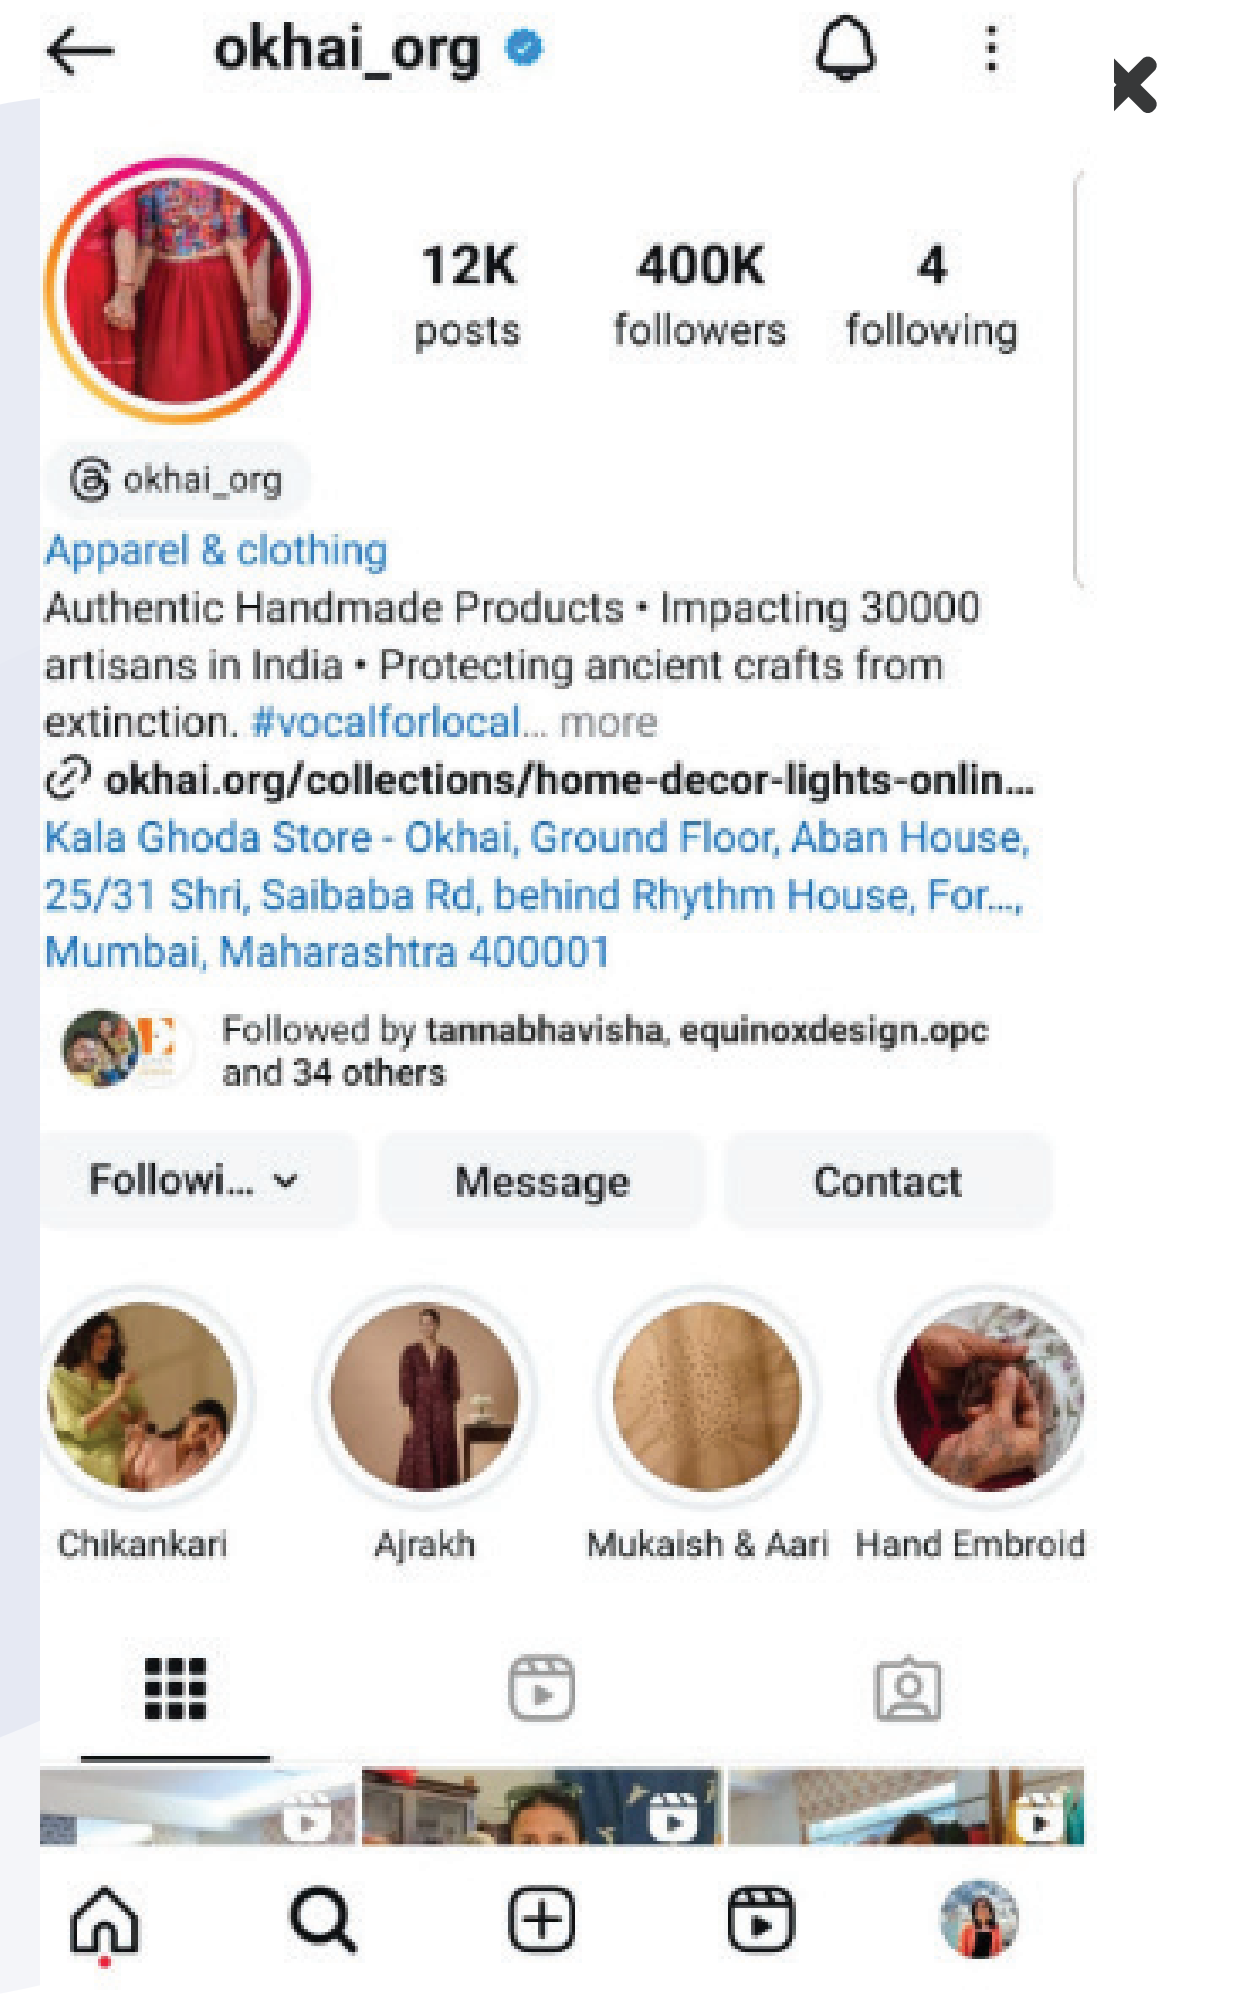 okhai_org
12K 400K 4
posts followers following
okhai_org
Apparel & clothing
Authentic Handmade Products • Impacting 30000
artisans in India • Protecting ancient crafts from
extinction. #vocalforlocal... more
okhai.org/collections/home-decor-lights-onlin...
Kala Ghoda Store - Okhai, Ground Floor, Aban House,
25/31 Shri, Saibaba Rd, behind Rhythm House, For...,
Mumbai, Maharashtra 400001
Followed by tannabhavisha, equinoxdesign.opc
and 34 others
Followi... Message Contact
Chikankari Ajrakh Mukaish & Aari Hand Embroid